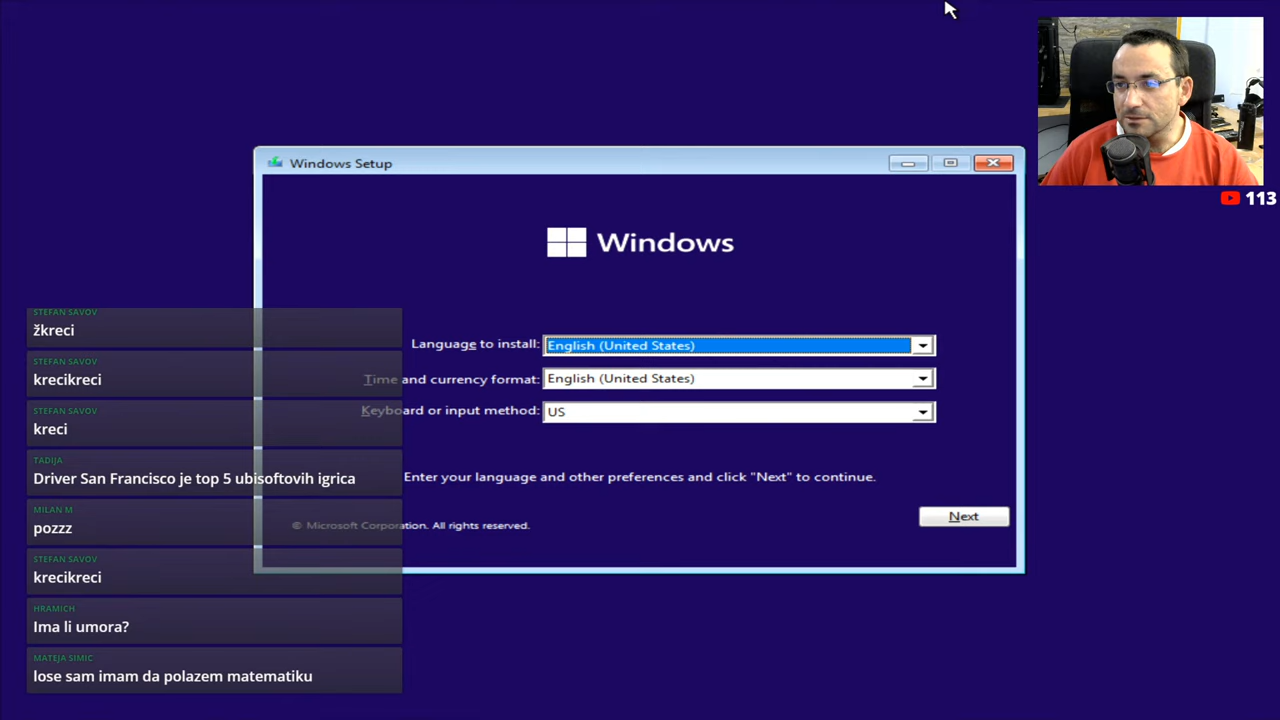 113
Windows Setup
Windows
Language to install: English (United States)
Time and currency format: English (United States)
Keyboard or input method: US
Enter your language and other preferences and click "Next" to continue.
Next
© Microsoft Corporation. All rights reserved.
STEFAN SAVOV
žkreci
STEFAN SAVOV
krecikreci
STEFAN SAVOV
kreci
TADIJA
Driver San Francisco je top 5 ubisoftovih igrica
MILAN M
pozzz
STEFAN SAVOV
krecikreci
HRAMICH
Ima li umora?
MATEJA SIMIC
lose sam imam da polazem matematiku